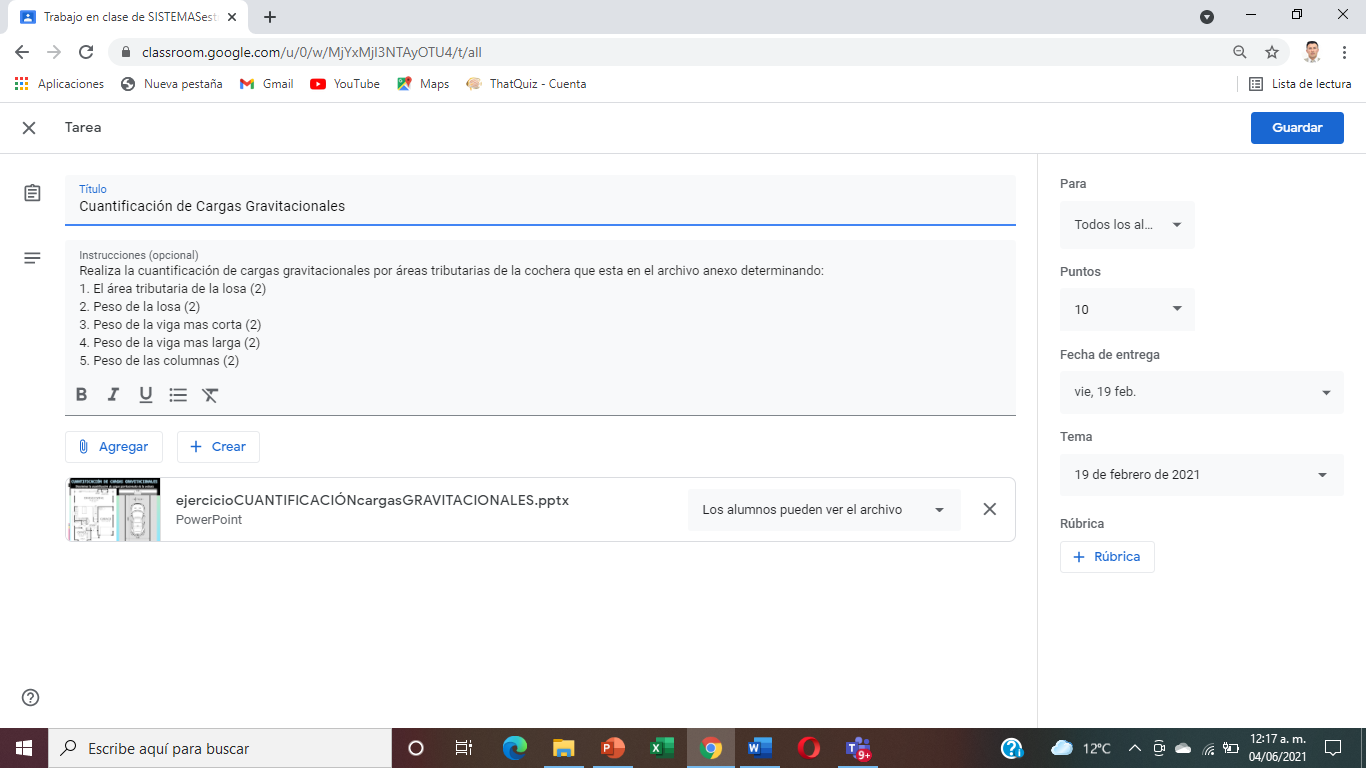 Trabajo en clase de SISTEMASest
classroom.google.com/u/0/w/MjYxMjI3NTAyOTU4/t/all
Aplicaciones
Nueva pestaña
Gmail
YouTube
Maps
ThatQuiz - Cuenta
Lista de lectura
Tarea
Guardar
Título
Cuantificación de Cargas Gravitacionales
Instrucciones (opcional)
Realiza la cuantificación de cargas gravitacionales por áreas tributarias de la cochera que esta en el archivo anexo determinando:
1. El área tributaria de la losa (2)
2. Peso de la losa (2)
3. Peso de la viga mas corta (2)
4. Peso de la viga mas larga (2)
5. Peso de las columnas (2)
B I U
Agregar
Crear
CUANTIFICACIÓN DE CARGAS GRAVITACIONALES
ejercicioCUANTIFICACIÓNcargasGRAVITACIONALES.pptx
PowerPoint
Los alumnos pueden ver el archivo
Para
Todos los al...
Puntos
10
Fecha de entrega
vie, 19 feb.
Tema
19 de febrero de 2021
Rúbrica
Rúbrica
Escribe aquí para buscar
9+
12°C
12:17 a. m.
04/06/2021